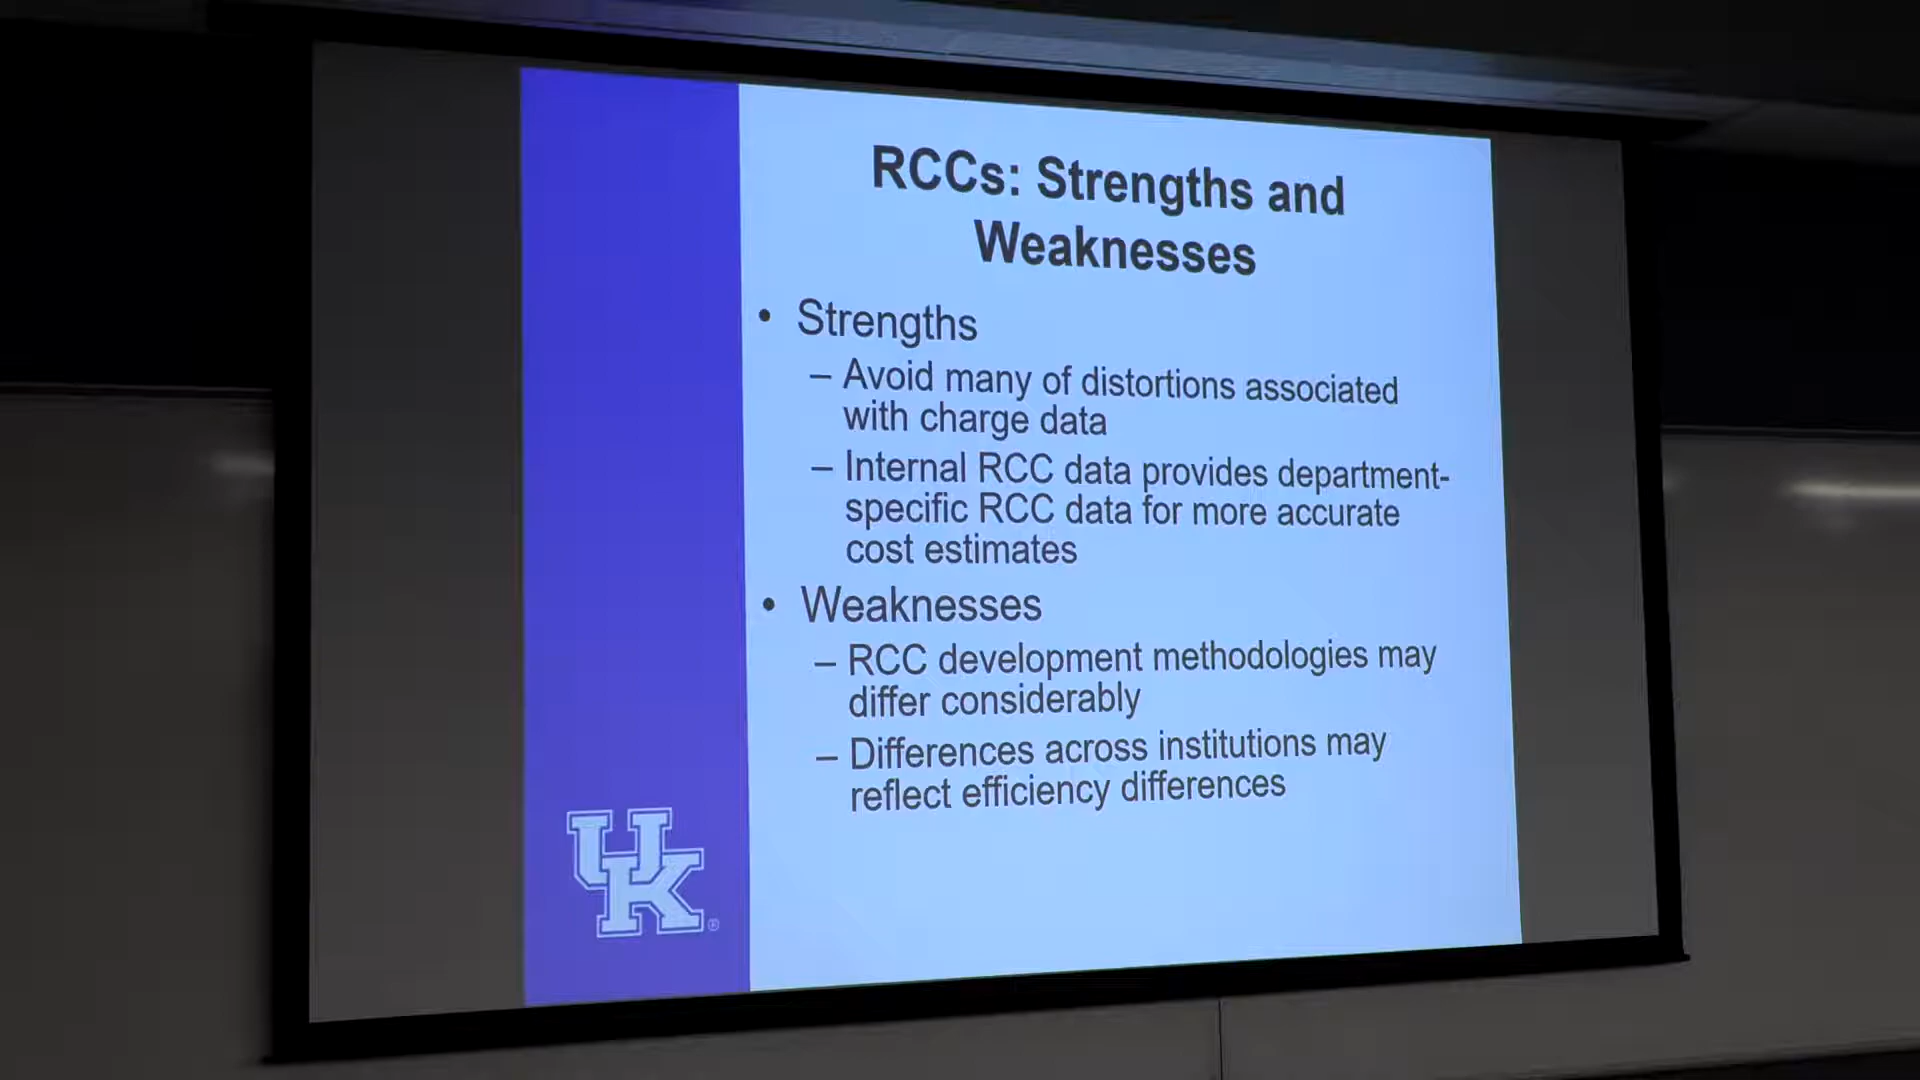 RCCs: Strengths and
Weaknesses
• Strengths
– Avoid many of distortions associated
with charge data
– Internal RCC data provides department-
specific RCC data for more accurate
cost estimates
• Weaknesses
– RCC development methodologies may
differ considerably
– Differences across institutions may
reflect efficiency differences
UK®